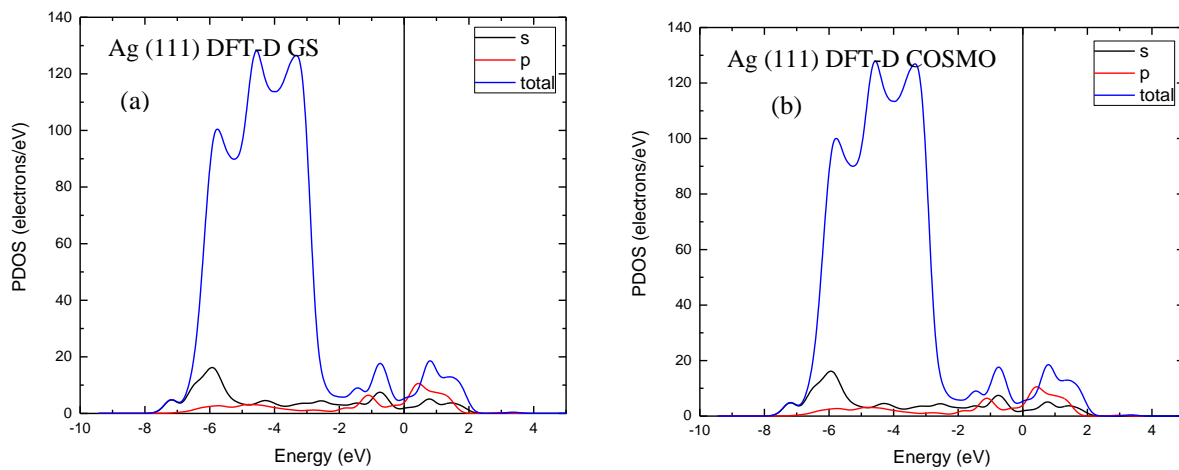 Ag (111) DFT-D GS
(a)
s
p
total
140
120
100
80
60
40
20
0
-10
-8
-6
-4
-2
0
2
4
PDOS (electrons/eV)
Energy (eV)
Ag (111) DFT-D COSMO
(b)
s
p
total
140
120
100
80
60
40
20
0
-10
-8
-6
-4
-2
0
2
4
PDOS (electrons/eV)
Energy (eV)